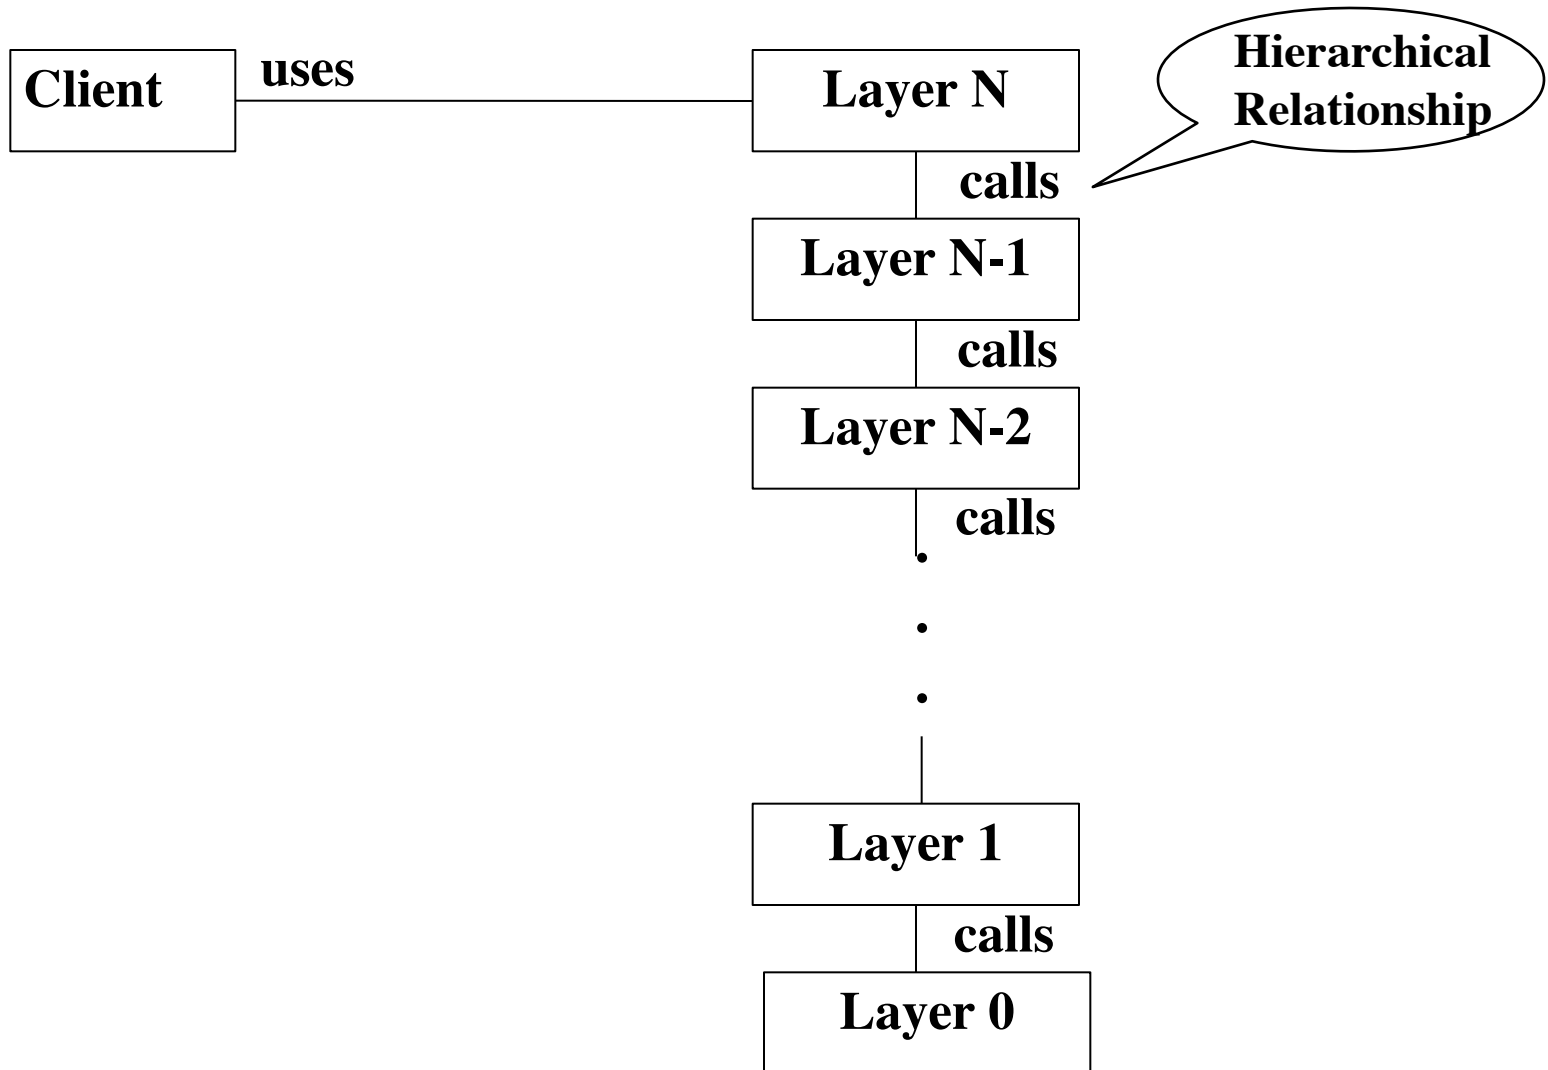 Client
uses
Layer N
Hierarchical
Relationship
calls
Layer N-1
calls
Layer N-2
calls
.
.
.
Layer 1
calls
Layer 0